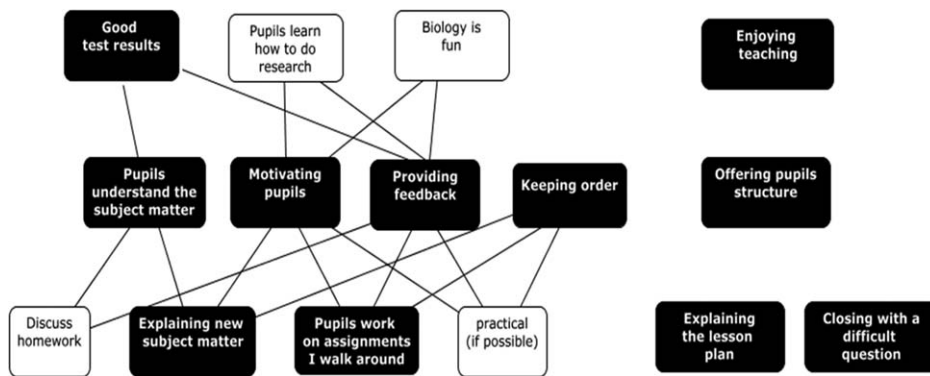 Good
test results
Pupils learn
how to do
research
Biology is
fun
Enjoying
teaching
Pupils
understand the
subject matter
Motivating
pupils
Providing
feedback
Keeping order
Offering pupils
structure
Discuss
homework
Explaining new
subject matter
Pupils work
on assignments
I walk around
practical
(if possible)
Explaining
the lesson
plan
Closing with a
difficult
question